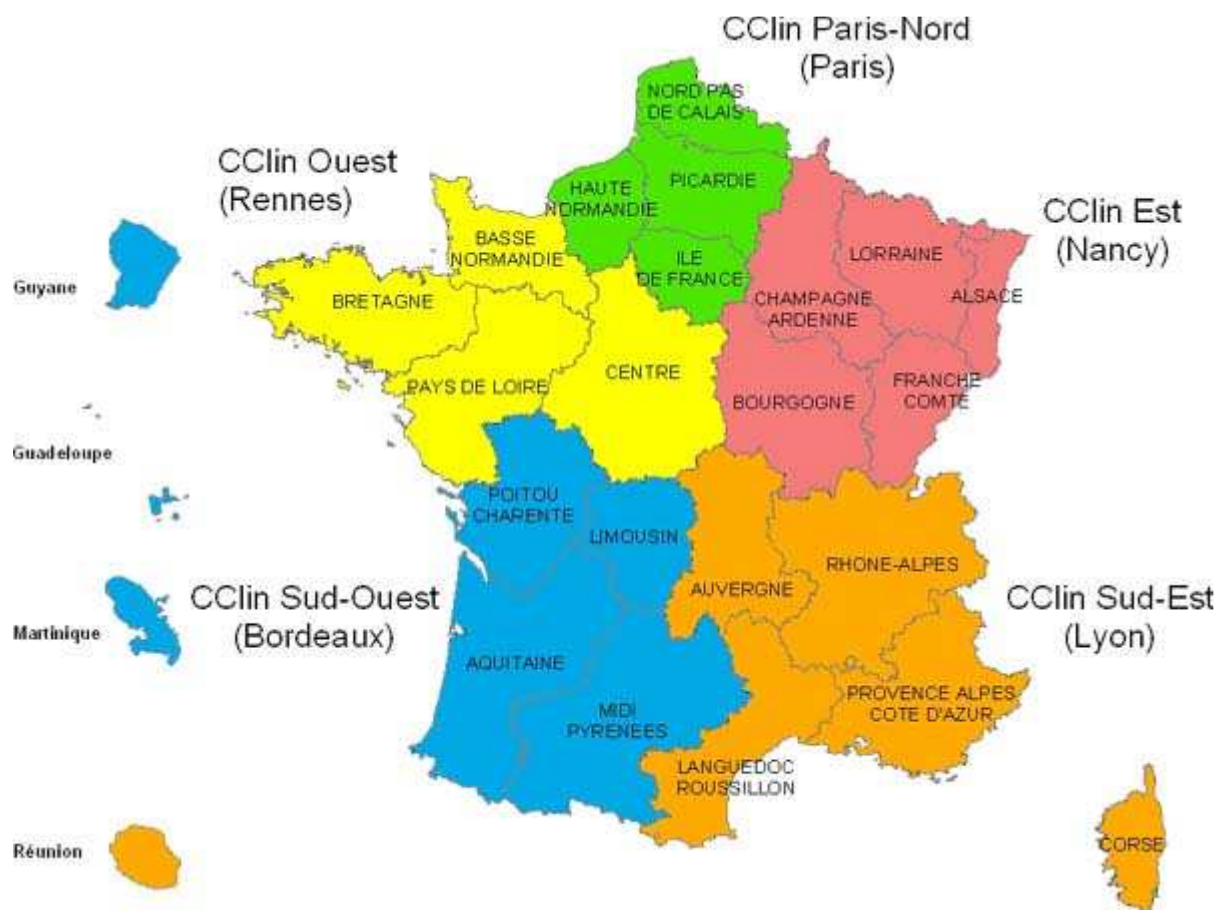 CClin Paris-Nord
(Paris)
NORD PAS
DE CALAIS
CClin Ouest
(Rennes)
PICARDIE
HAUTE
NORMANDIE
CClin Est
(Nancy)
BASSE
NORMANDIE
ILE
DE FRANCE
LORRAINE
Guyane
BRETAGNE
CHAMPAGNE
ARDENNE
ALSACE
PAYS DE LOIRE
CENTRE
BOURGOGNE
FRANCHE
COMTE
Guadeloupe
POITOU
CHARENTE
LIMOUSIN
RHONE-ALPES
AUVERGNE
CClin Sud-Ouest
(Bordeaux)
CClin Sud-Est
(Lyon)
Martinique
AQUITAINE
PROVENCE ALPES
COTE D'AZUR
MIDI
PYRENEES
LANGUEDOC
ROUSSILLON
Réunion
CORSE